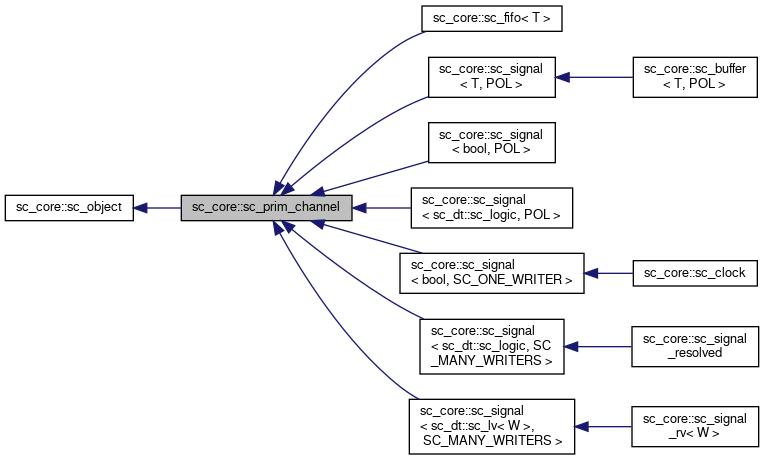 sc_core::sc_fifo< T >
sc_core::sc_signal
< T, POL >
sc_core::sc_buffer
< T, POL >
sc_core::sc_signal
< bool, POL >
sc_core::sc_object
sc_core::sc_prim_channel
sc_core::sc_signal
< sc_dt::sc_logic, POL >
sc_core::sc_signal
< bool, SC_ONE_WRITER >
sc_core::sc_clock
sc_core::sc_signal
< sc_dt::sc_logic, SC
_MANY_WRITERS >
sc_core::sc_signal
_resolved
sc_core::sc_signal
< sc_dt::sc_lv< W >,
SC_MANY_WRITERS >
sc_core::sc_signal
_rv< W >